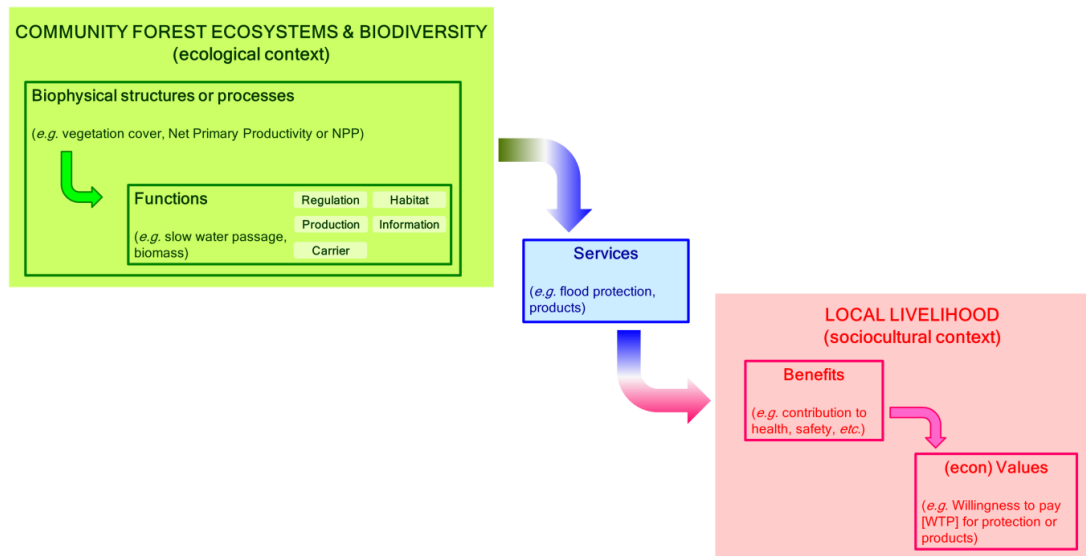 COMMUNITY FOREST ECOSYSTEMS & BIODIVERSITY
(ecological context)
Biophysical structures or processes
(e.g. vegetation cover, Net Primary Productivity or NPP)
Functions
(e.g. slow water passage,
biomass)
Regulation
Habitat
Production
Information
Carrier
Services
(e.g. flood protection,
products)
LOCAL LIVELIHOOD
(sociocultural context)
Benefits
(e.g. contribution to
health, safety, etc.)
(econ) Values
(e.g. Willingness to pay
[WTP] for protection or
products)